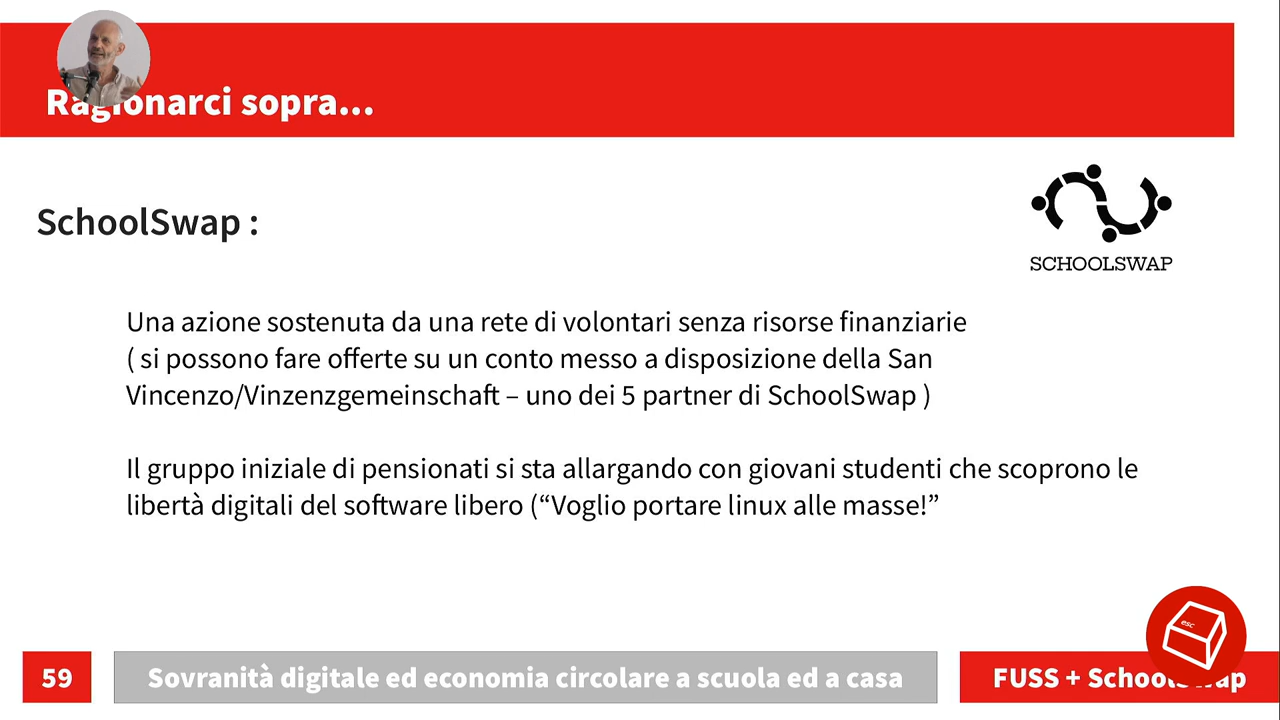 Ragionarci sopra...
SchoolSwap :
SCHOOLSWAP
Una azione sostenuta da una rete di volontari senza risorse finanziarie
( si possono fare offerte su un conto messo a disposizione della San
Vincenzo/Vinzenzgemeinschaft – uno dei 5 partner di SchoolSwap )
Il gruppo iniziale di pensionati si sta allargando con giovani studenti che scoprono le
libertà digitali del software libero (“Voglio portare linux alle masse!”
esc
59
Sovranità digitale ed economia circolare a scuola ed a casa
FUSS + SchoolSwap